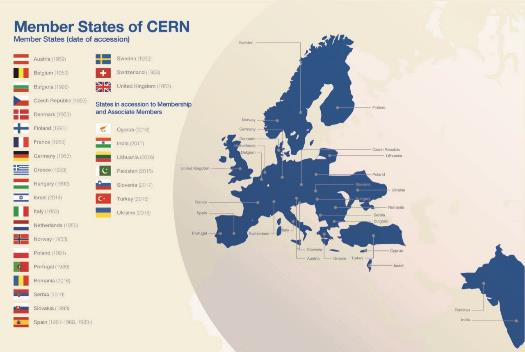 Member States of CERN
Member States (date of accession)
Austria (1959)
Belgium (1953)
Bulgaria (1999)
Czech Republic (1993)
Denmark (1953)
Finland (1991)
France (1953)
Germany (1953)
Greece (1953)
Hungary (1992)
Israel (2014)
Italy (1953)
Netherlands (1953)
Norway (1953)
Poland (1991)
Portugal (1986)
Romania (2016)
Serbia
Slovakia (1993)
Spain (1961-1968, 1983-)
Sweden (1953)
Switzerland (1953)
United Kingdom (1953)
States in accession to Membership
and Associate Members
Cyprus (2016)
India (2017)
Lithuania (2018)
Pakistan (2015)
Slovenia (2017)
Turkey (2015)
Ukraine (2016)
Sweden
Finland
Norway
Germany
Denmark
Netherlands
Belgium
United Kingdom
France
Spain
Portugal
Switzerland
Italy
Czech Republic
Lithuania
Poland
Slovakia
Ukraine
Romania
Serbia
Bulgaria
Slovenia
Austria
Greece
Turkey
Cyprus
Israel
Pakistan
India